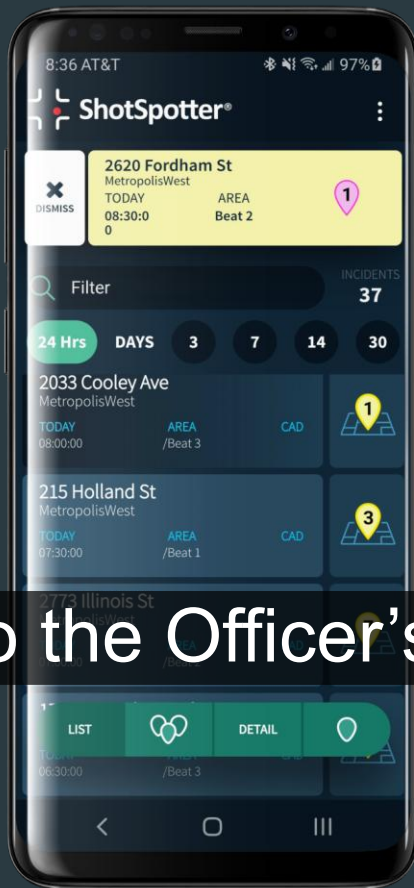 8:36 AT&T 97%
ShotSpotter®
2620 Fordham St
MetropolisWest
TODAY AREA
08:30:0
0
Beat 2
1
DISMISS
Filter
INCIDENTS
37
24 Hrs DAYS 3 7 14 30
2033 Cooley Ave
MetropolisWest
TODAY AREA CAD
08:00:00 /Beat 3
1
215 Holland St
MetropolisWest
TODAY AREA CAD
07:30:00 /Beat 1
3
2773 Illinois St
the Officer's
LIST DETAIL
06:30:00 /Beat 3